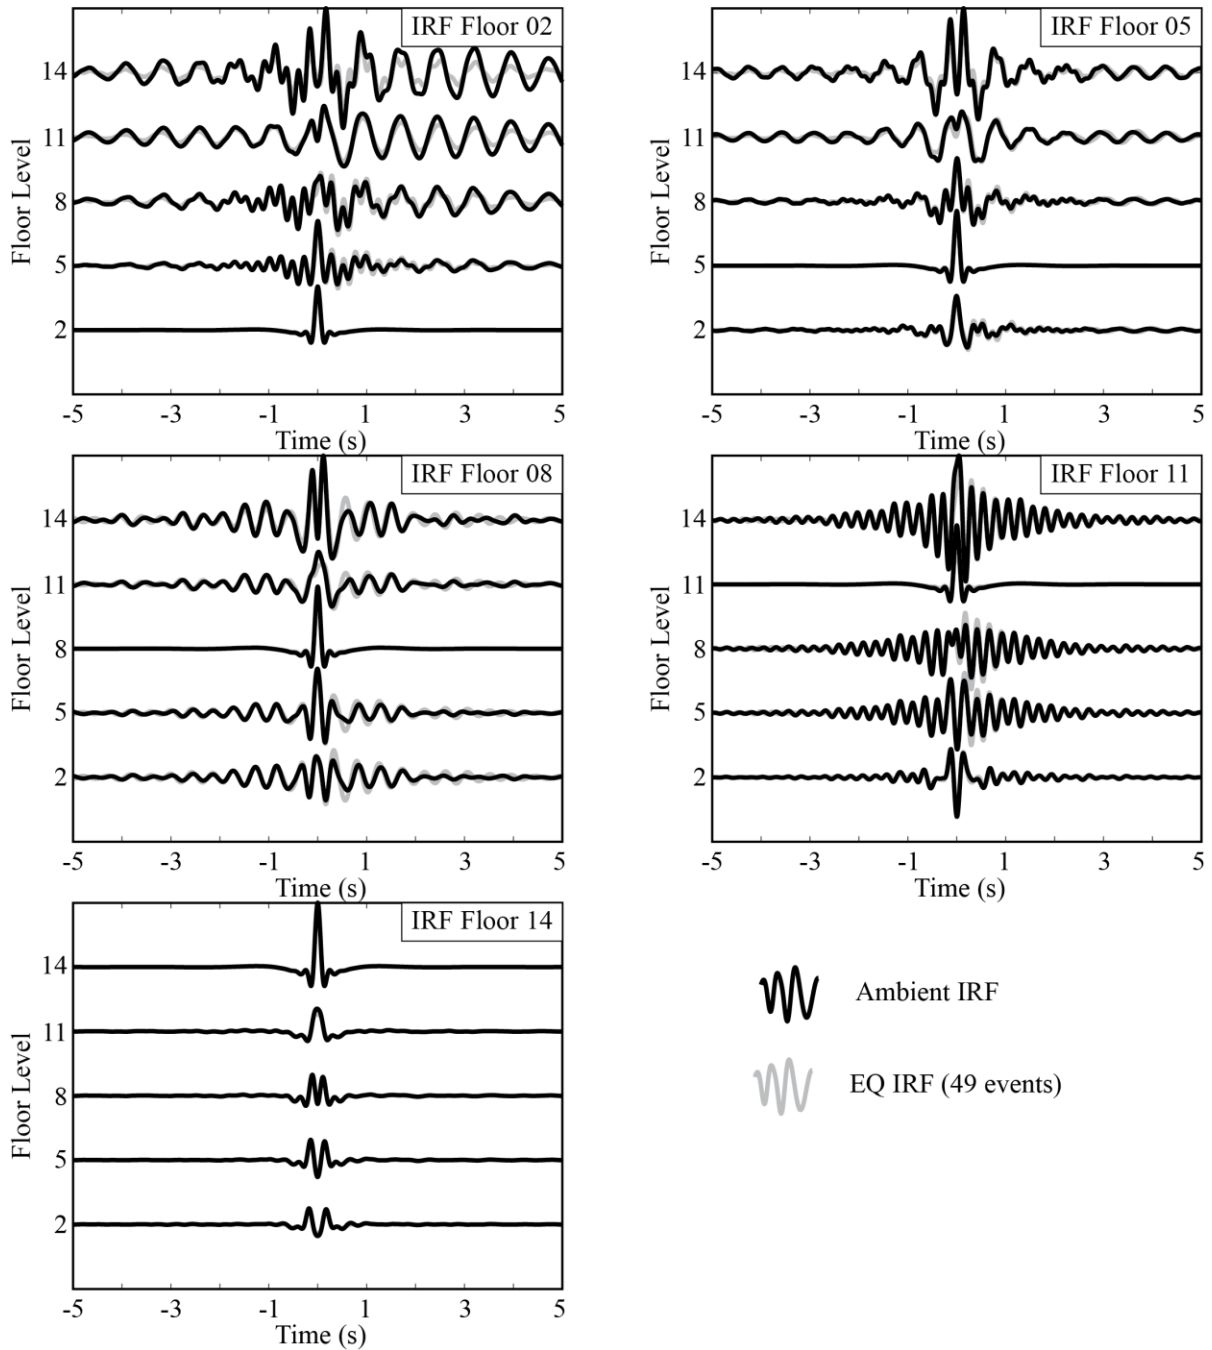 IRF Floor 02
14
11
8
5
2
Floor Level
-5 -3 -1 1 3 5
Time (s)
IRF Floor 05
14
11
8
5
2
Floor Level
-5 -3 -1 1 3 5
Time (s)
IRF Floor 08
14
11
8
5
2
Floor Level
-5 -3 -1 1 3 5
Time (s)
IRF Floor 11
14
11
8
5
2
Floor Level
-5 -3 -1 1 3 5
Time (s)
IRF Floor 14
14
11
8
5
2
Floor Level
-5 -3 -1 1 3 5
Time (s)
Ambient IRF
EQ IRF (49 events)